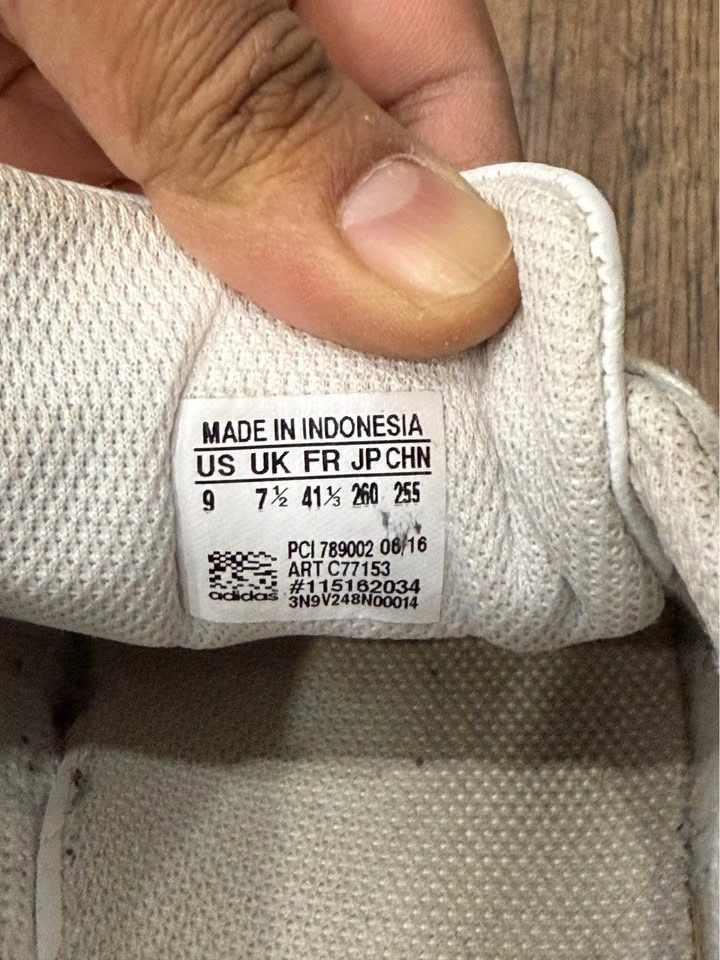 MADE IN INDONESIA
US UK FR JP CHN
9 7½ 41⅓ 260 255
PCI 789002 06/16
ART C77153
#115162034
adidas 3N9V248N00014